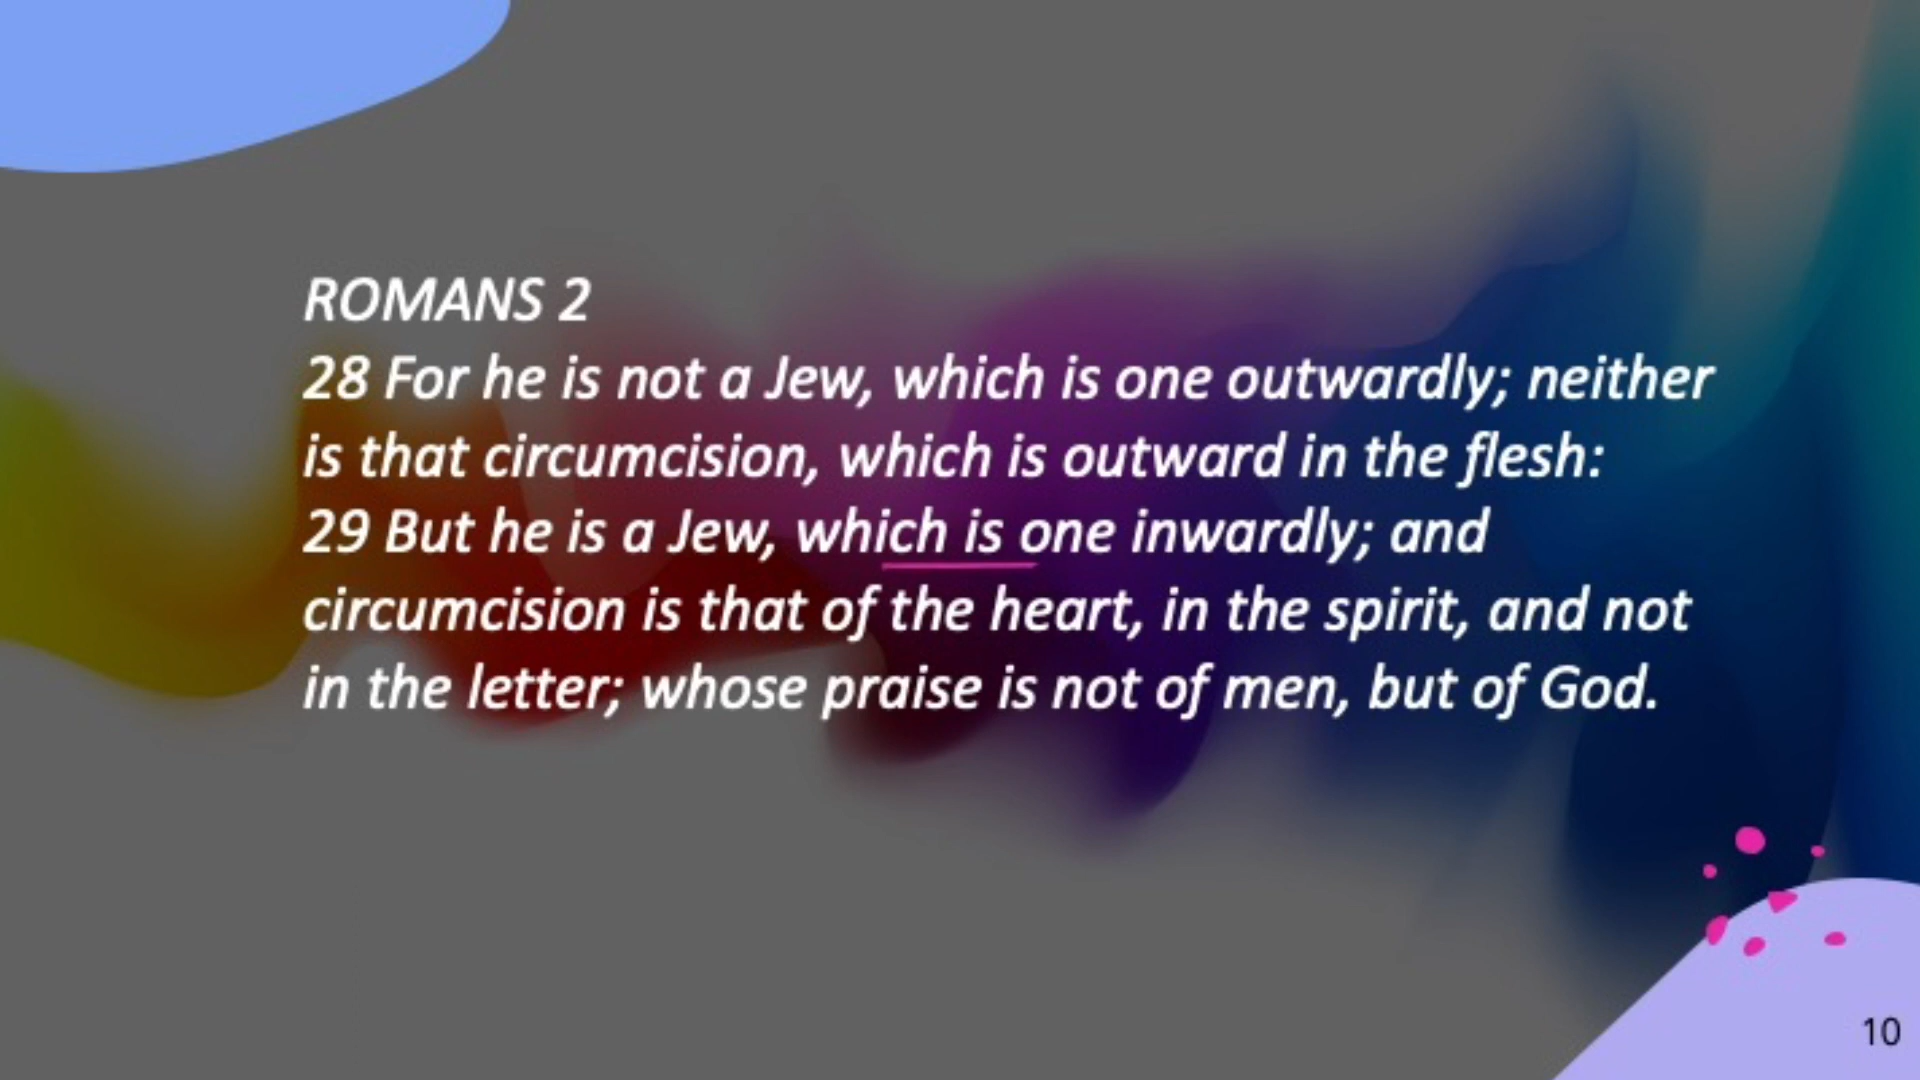 ROMANS 2
28 For he is not a Jew, which is one outwardly; neither
is that circumcision, which is outward in the flesh:
29 But he is a Jew, which is one inwardly; and
circumcision is that of the heart, in the spirit, and not
in the letter; whose praise is not of men, but of God.
10